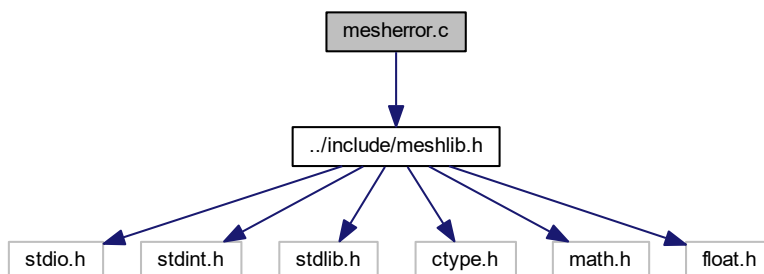 mesherror.c
../include/meshlib.h
stdio.h
stdint.h
stdlib.h
ctype.h
math.h
float.h